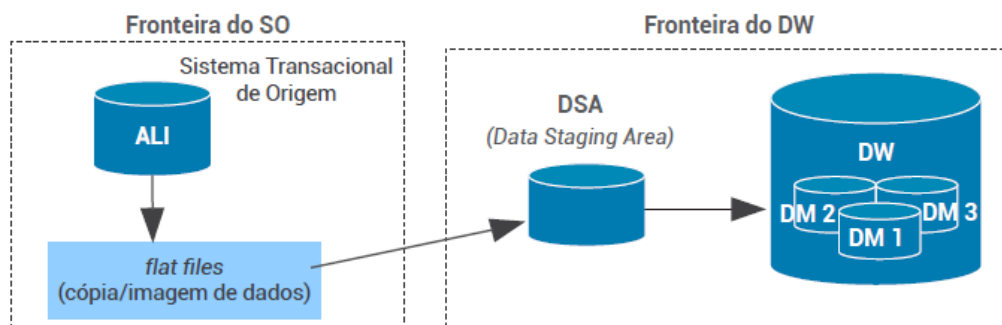 Fronteira do SO
Sistema Transacional
de Origem
ALI
flat files
(cópia/imagem de dados)
Fronteira do DW
DSA
(Data Staging Area)
DW
DM 2
DM 3
DM 1